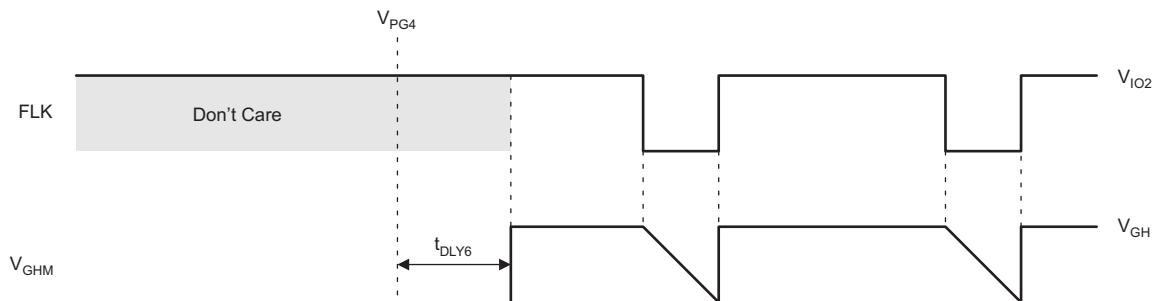 VPG4
VIO2
FLK
Don't Care
VGH
tDLY6
VGHM